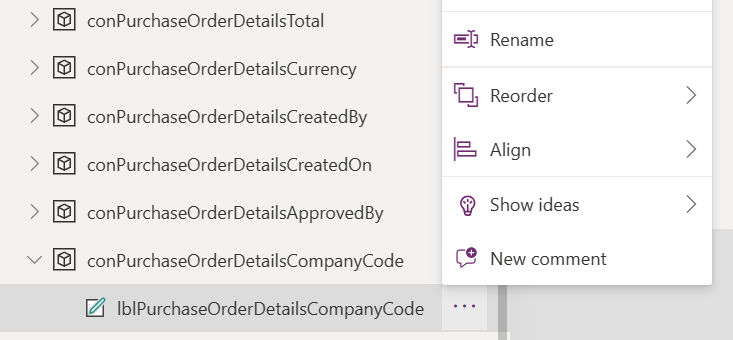 conPurchaseOrderDetailsTotal
conPurchaseOrderDetailsCurrency
conPurchaseOrderDetailsCreatedBy
conPurchaseOrderDetailsCreatedOn
conPurchaseOrderDetailsApprovedBy
conPurchaseOrderDetailsCompanyCode
lblPurchaseOrderDetailsCompanyCode
Rename
Reorder
Align
Show ideas
New comment